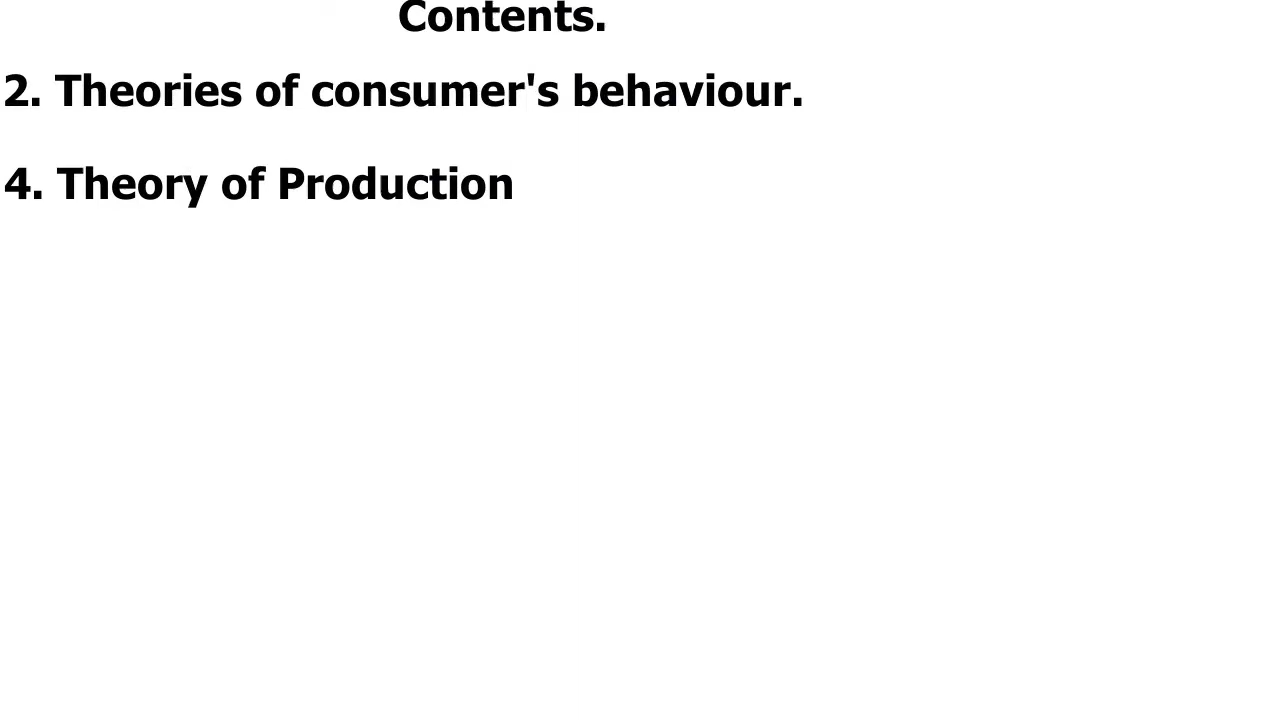 Contents.
2. Theories of consumer's behaviour.
4. Theory of Production